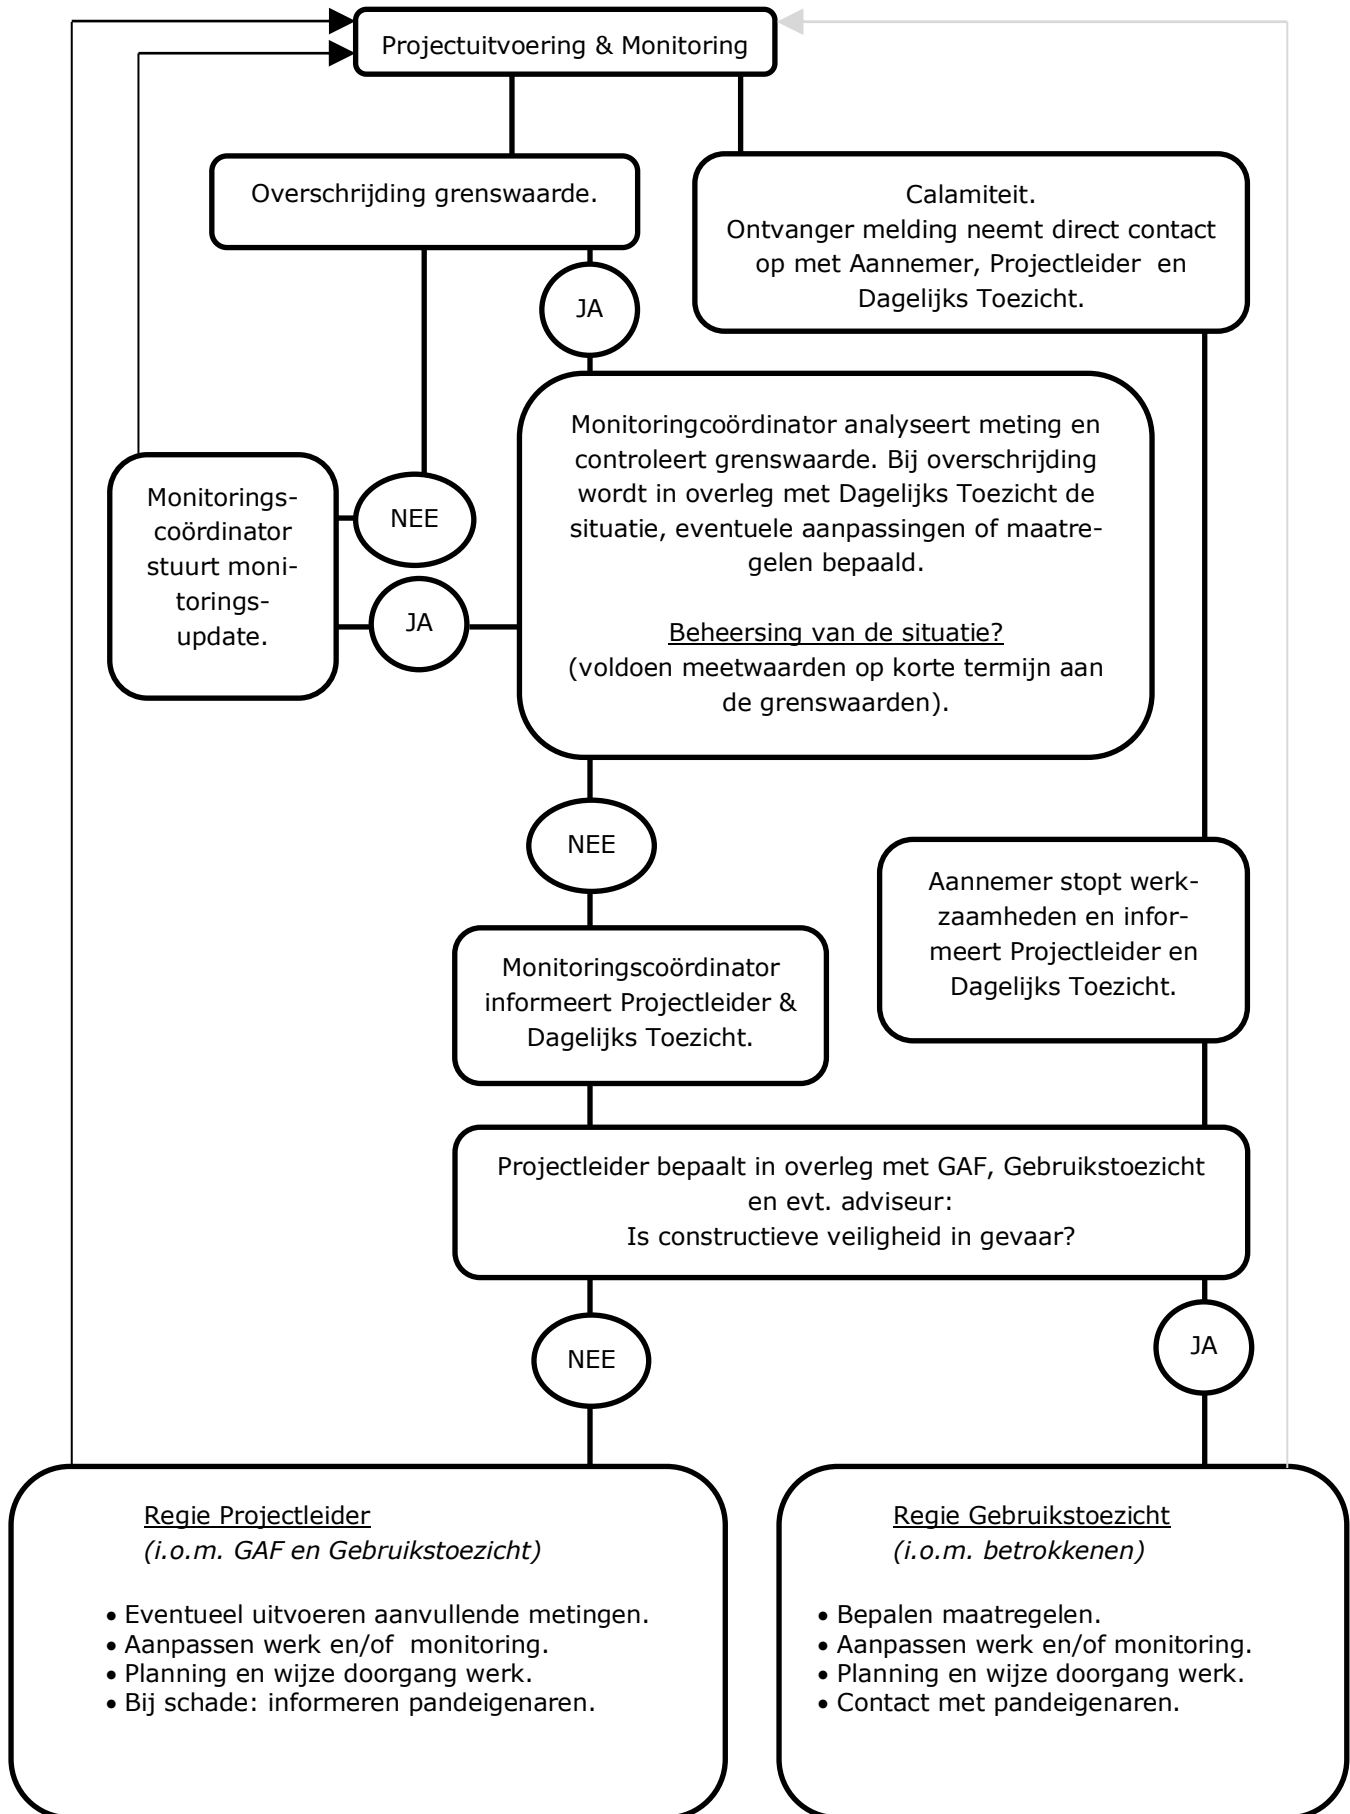 Projectuitvoering & Monitoring
Overschrijding grenswaarde.
Calamiteit.
Ontvanger melding neemt direct contact
op met Aannemer, Projectleider en
Dagelijks Toezicht.
JA
Monitoringcoördinator analyseert meting en
controleert grenswaarde. Bij overschrijding
wordt in overleg met Dagelijks Toezicht de
situatie, eventuele aanpassingen of maatre-
gelen bepaald.
Beheersing van de situatie?
(voldoen meetwaarden op korte termijn aan
de grenswaarden).
Monitorings-
coördinator
stuurt moni-
torings-
update.
NEE
JA
NEE
Aannemer stopt werk-
zaamheden en infor-
meert Projectleider en
Dagelijks Toezicht.
Monitoringscoördinator
informeert Projectleider &
Dagelijks Toezicht.
Projectleider bepaalt in overleg met GAF, Gebruikstoezicht
en evt. adviseur:
Is constructieve veiligheid in gevaar?
NEE
JA
Regie Projectleider
(i.o.m. GAF en Gebruikstoezicht)
• Eventueel uitvoeren aanvullende metingen.
• Aanpassen werk en/of monitoring.
• Planning en wijze doorgang werk.
• Bij schade: informeren pandeigenaren.
Regie Gebruikstoezicht
(i.o.m. betrokkenen)
• Bepalen maatregelen.
• Aanpassen werk en/of monitoring.
• Planning en wijze doorgang werk.
• Contact met pandeigenaren.